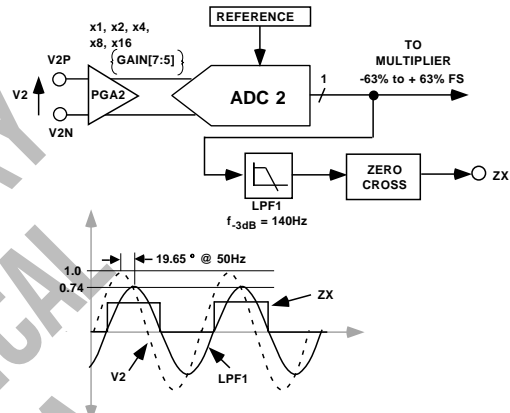 REFERENCE
x1, x2, x4,
x8, x16
{GAIN[7:5]}
V2P
V2
V2N
PGA2
ADC 2
1
TO
MULTIPLIER
-63% to + 63% FS
LPF1
f-3dB = 140Hz
ZERO
CROSS
ZX
19.65 ° @ 50Hz
1.0
0.74
ZX
V2
LPF1